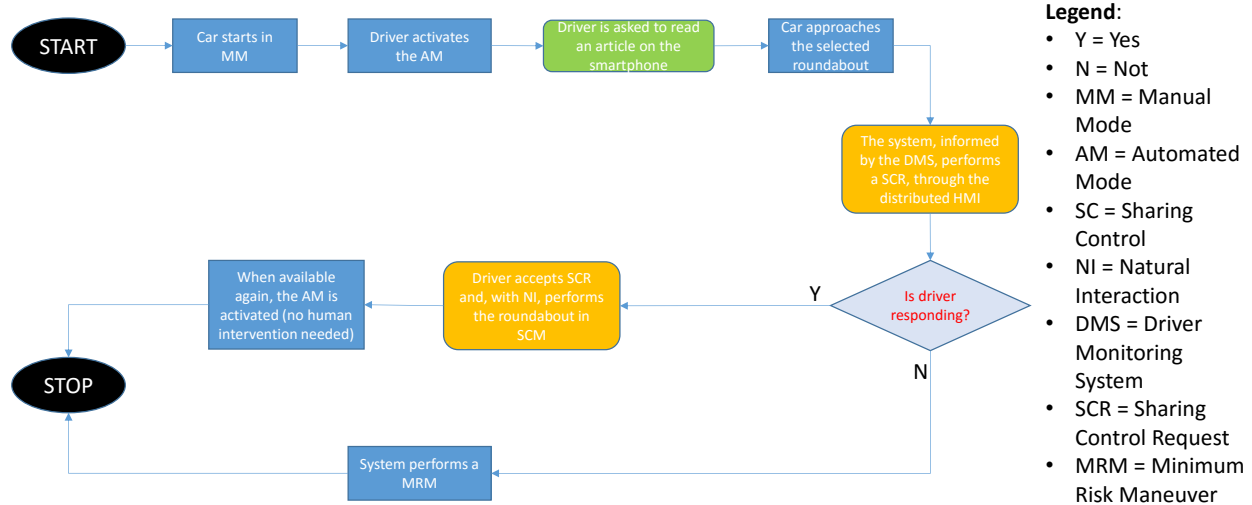 START
Car starts in
MM
Driver activates
the AM
Driver is asked to read
an article on the
smartphone
Car approaches
the selected
roundabout
The system, informed
by the DMS, performs
a SCR, through the
distributed HMI
Is driver
responding?
Y
N
Driver accepts SCR
and, with NI, performs
the roundabout in
SCM
When available
again, the AM is
activated (no human
intervention needed)
STOP
System performs a
MRM
Legend:
• Y = Yes
• N = Not
• MM = Manual
Mode
• AM = Automated
Mode
• SC = Sharing
Control
• NI = Natural
Interaction
• DMS = Driver
Monitoring
System
• SCR = Sharing
Control Request
• MRM = Minimum
Risk Maneuver